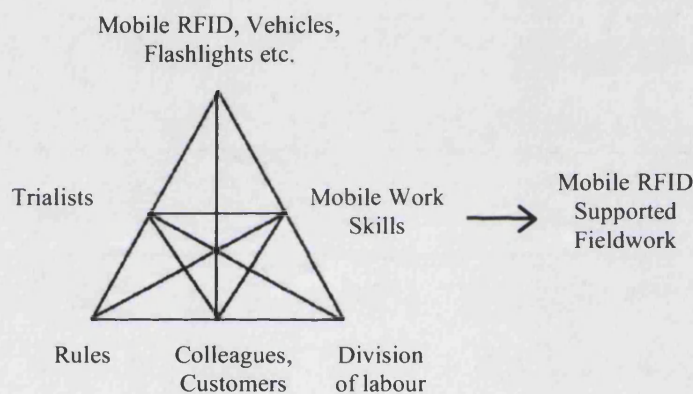 Mobile RFID, Vehicles,
Flashlights etc.
Trialists
Mobile Work
Skills
Mobile RFID
Supported
Fieldwork
Rules
Colleagues,
Customers
Division
of labour